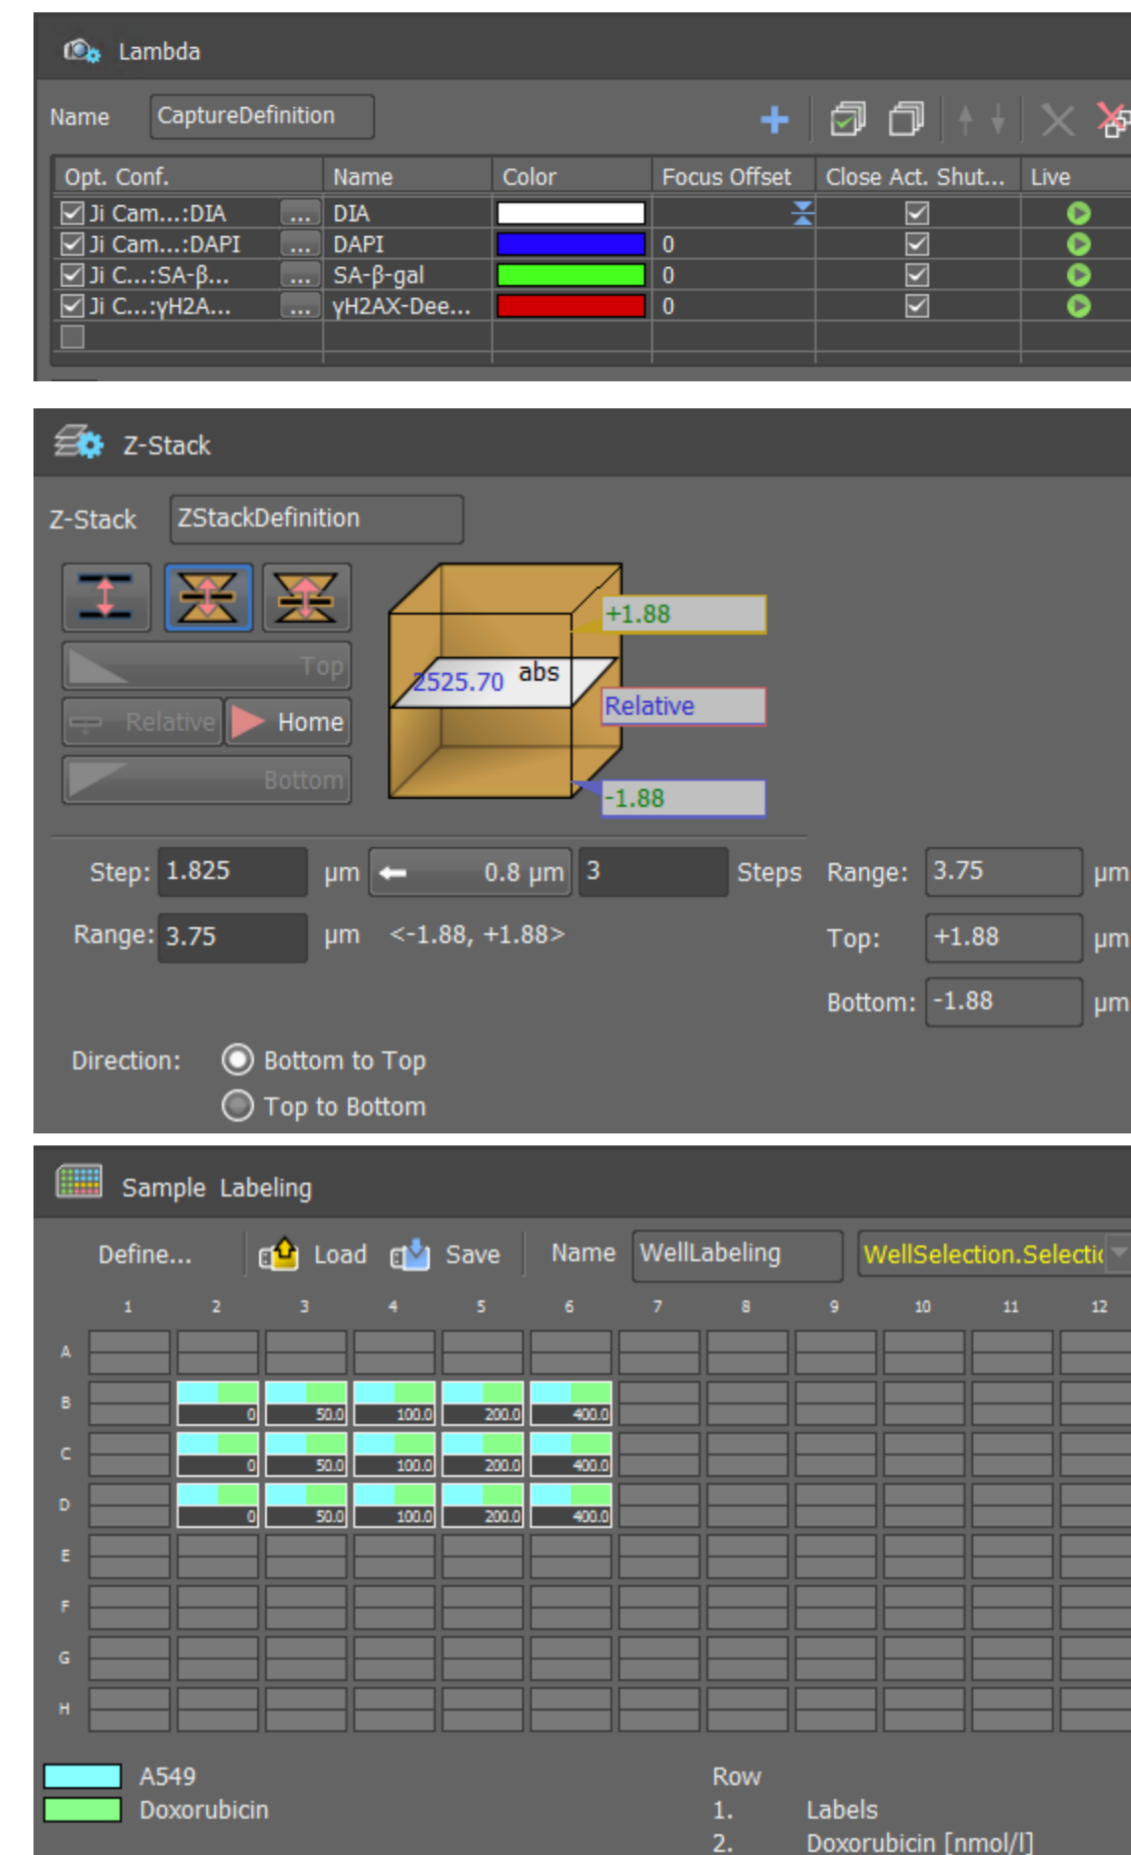 Lambda
Name CaptureDefinition
Opt. Conf. Name Color Focus Offset Close Act. Shut... Live
Ji Cam...:DIA ... DIA
Ji Cam...:DAPI ... DAPI 0
Ji C...:SA-β... ... SA-β-gal 0
Ji C...:γH2A... ... γH2AX-Dee... 0
Z-Stack
Z-Stack ZStackDefinition
+1.88
Top 2525.70 abs
Relative Home Relative
Bottom -1.88
Step: 1.825 μm 0.8 μm 3 Steps Range: 3.75 μm
Range: 3.75 μm <-1.88, +1.88> Top: +1.88 μm
Bottom: -1.88 μm
Direction: Bottom to Top
Top to Bottom
Sample Labeling
Define... Load Save Name WellLabeling WellSelection.Selectic
1 2 3 4 5 6 7 8 9 10 11 12
A
B 0 50.0 100.0 200.0 400.0
C 0 50.0 100.0 200.0 400.0
D 0 50.0 100.0 200.0 400.0
E
F
G
H
A549 Row
Doxorubicin 1. Labels
2. Doxorubicin [nmol/l]